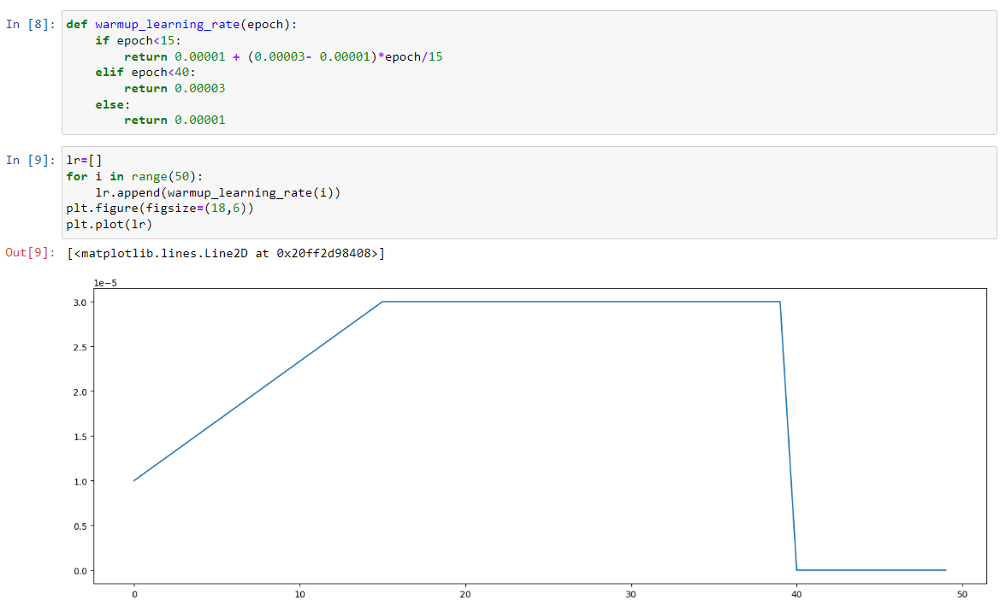 In [8]: def warmup_learning_rate(epoch):
    if epoch<15:
        return 0.00001 + (0.00003- 0.00001)*epoch/15
    elif epoch<40:
        return 0.00003
    else:
        return 0.00001
In [9]: lr=[]
for i in range(50):
    lr.append(warmup_learning_rate(i))
plt.figure(figsize=(18,6))
plt.plot(lr)
Out[9]: [<matplotlib.lines.Line2D at 0x20ff2d98408>]
1e−5
3.0
2.5
2.0
1.5
1.0
0.5
0.0
0 10 20 30 40 50